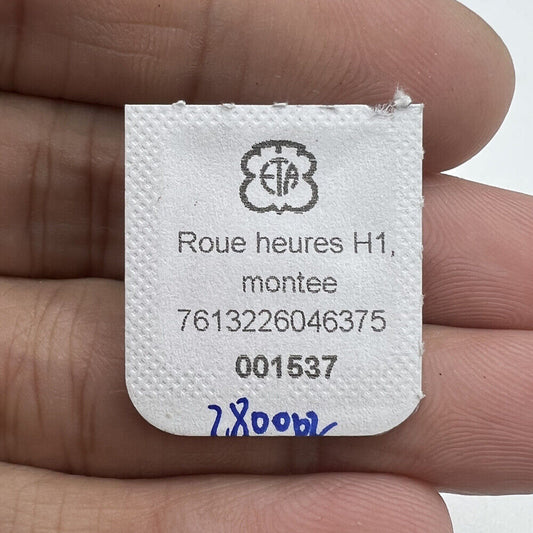 ETA
Roue heures H1,
montee
7613226046375
001537